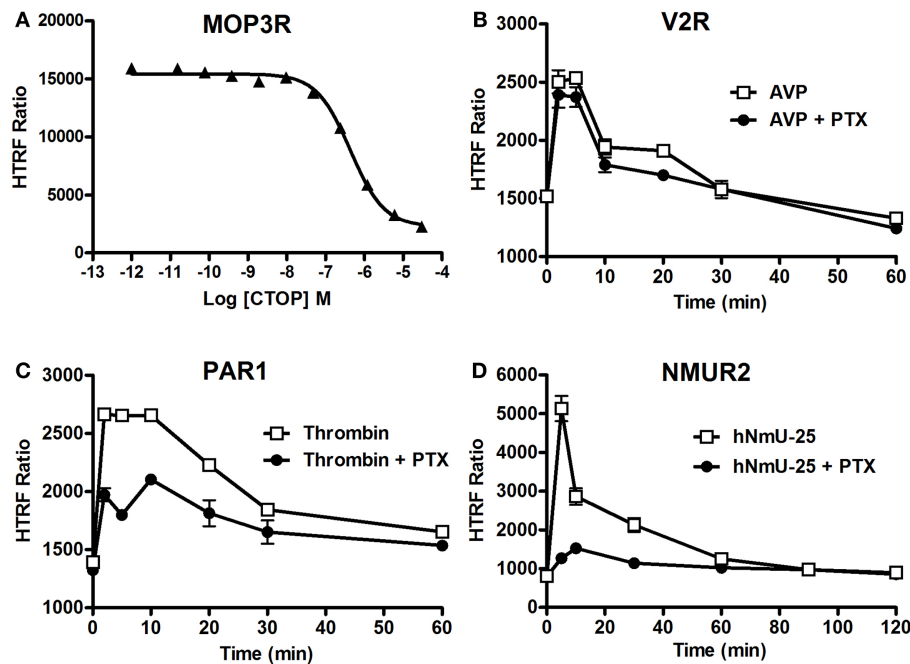 A
MOP3R
20000
15000
10000
5000
0
HTRF Ratio
-13 -12 -11 -10 -9 -8 -7 -6 -5 -4
Log [CTOP] M
B
V2R
3000
2500
2000
1500
1000
HTRF Ratio
AVP
AVP + PTX
0 10 20 30 40 50 60
Time (min)
C
PAR1
3000
2500
2000
1500
1000
HTRF Ratio
Thrombin
Thrombin + PTX
0 10 20 30 40 50 60
Time (min)
D
NMUR2
6000
5000
4000
3000
2000
1000
0
HTRF Ratio
hNmU-25
hNmU-25 + PTX
0 20 40 60 80 100 120
Time (min)